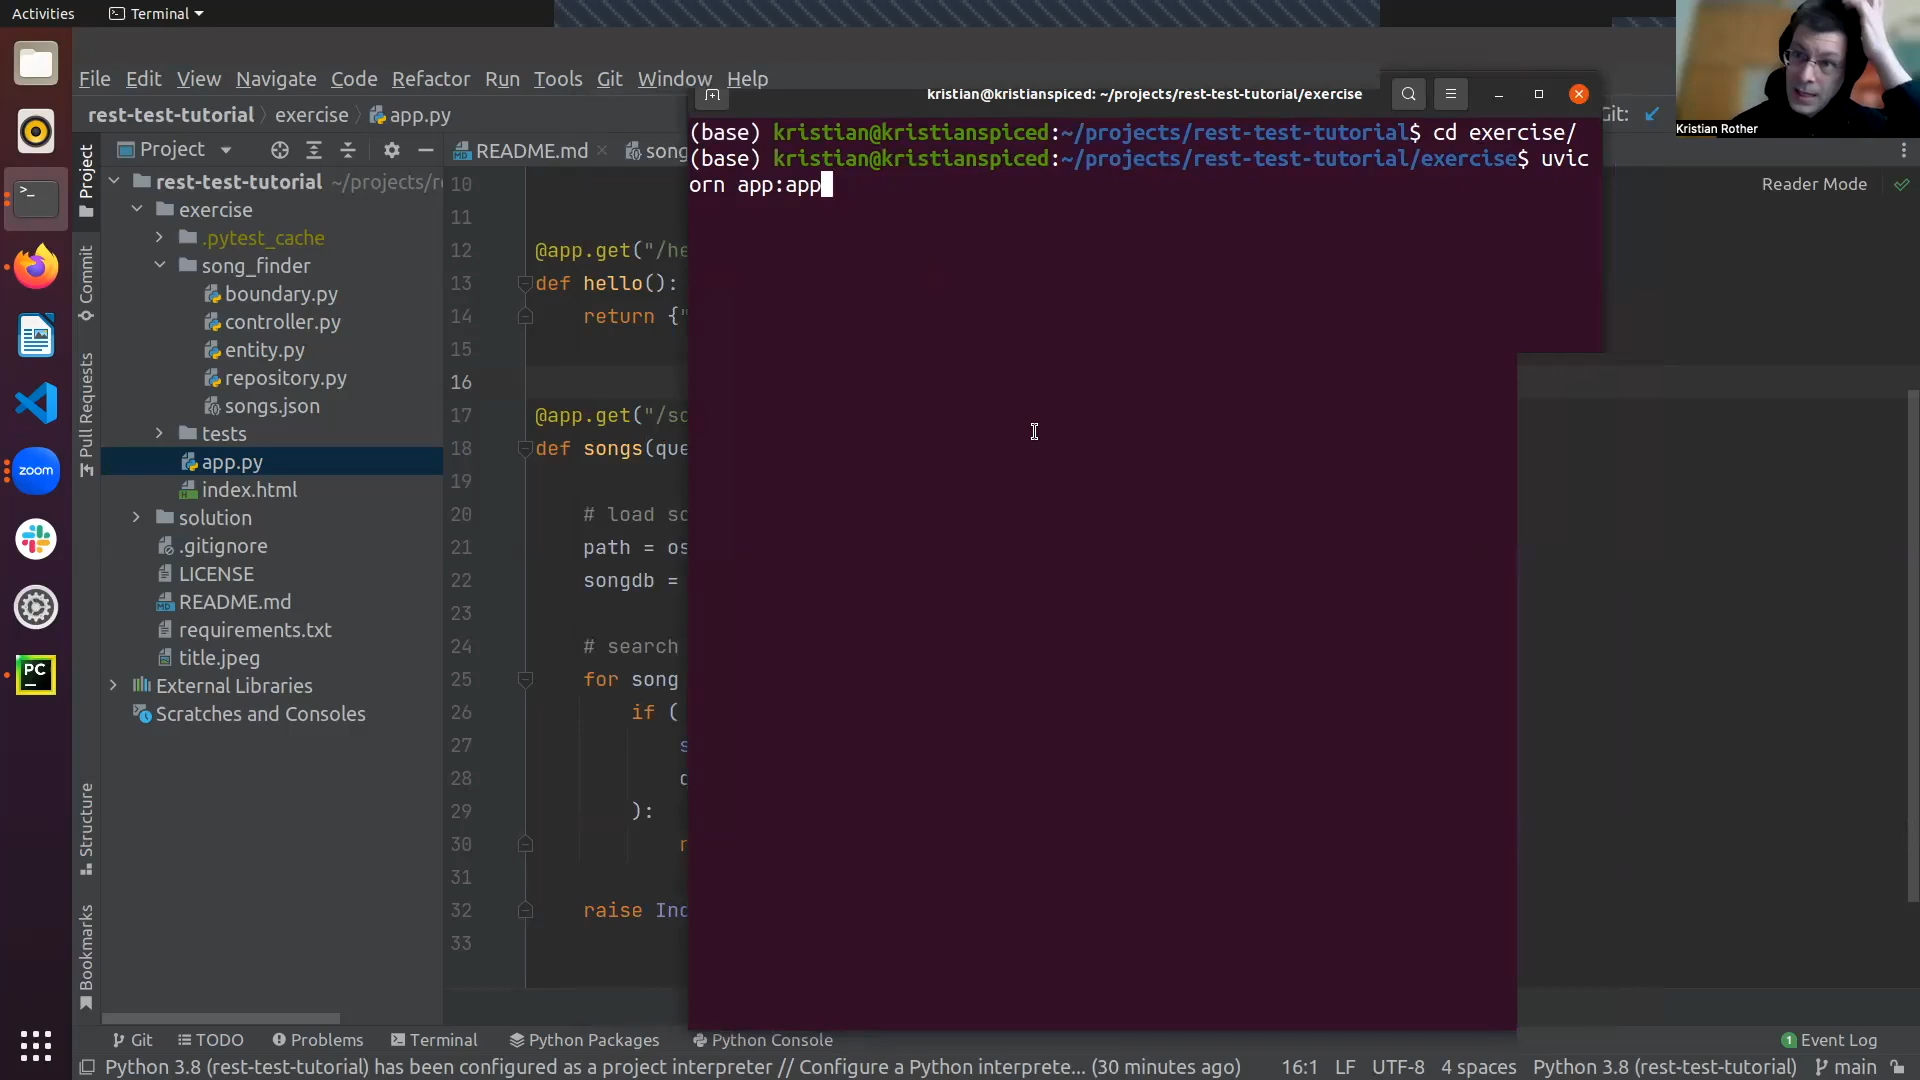 Activities
Terminal
File Edit View Navigate Code Refactor Run Tools Git Window Help
Kristian Rother
rest-test-tutorial exercise app.py
kristian@kristianspiced: ~/projects/rest-test-tutorial/exercise
Git:
Project
README.md
song
Reader Mode
Project
Commit
Pull Requests
Structure
Bookmarks
rest-test-tutorial ~/projects/r
exercise
.pytest_cache
song_finder
boundary.py
controller.py
entity.py
repository.py
songs.json
tests
app.py
index.html
solution
.gitignore
LICENSE
README.md
requirements.txt
title.jpeg
External Libraries
Scratches and Consoles
zoom
PC
10
11
12 @app.get("/he
13 def hello():
14 return {"
15
16
17 @app.get("/so
18 def songs(que
19
20 # load so
21 path = os
22 songdb =
23
24 # search
25 for song
26 if (
27 s
28 q
29 ):
30 r
31
32 raise Ind
33
(base) kristian@kristianspiced:~/projects/rest-test-tutorial$ cd exercise/
(base) kristian@kristianspiced:~/projects/rest-test-tutorial/exercise$ uvic
orn app:app
Git TODO Problems Terminal Python Packages Python Console
1 Event Log
Python 3.8 (rest-test-tutorial) has been configured as a project interpreter // Configure a Python interprete... (30 minutes ago)
16:1 LF UTF-8 4 spaces Python 3.8 (rest-test-tutorial) main